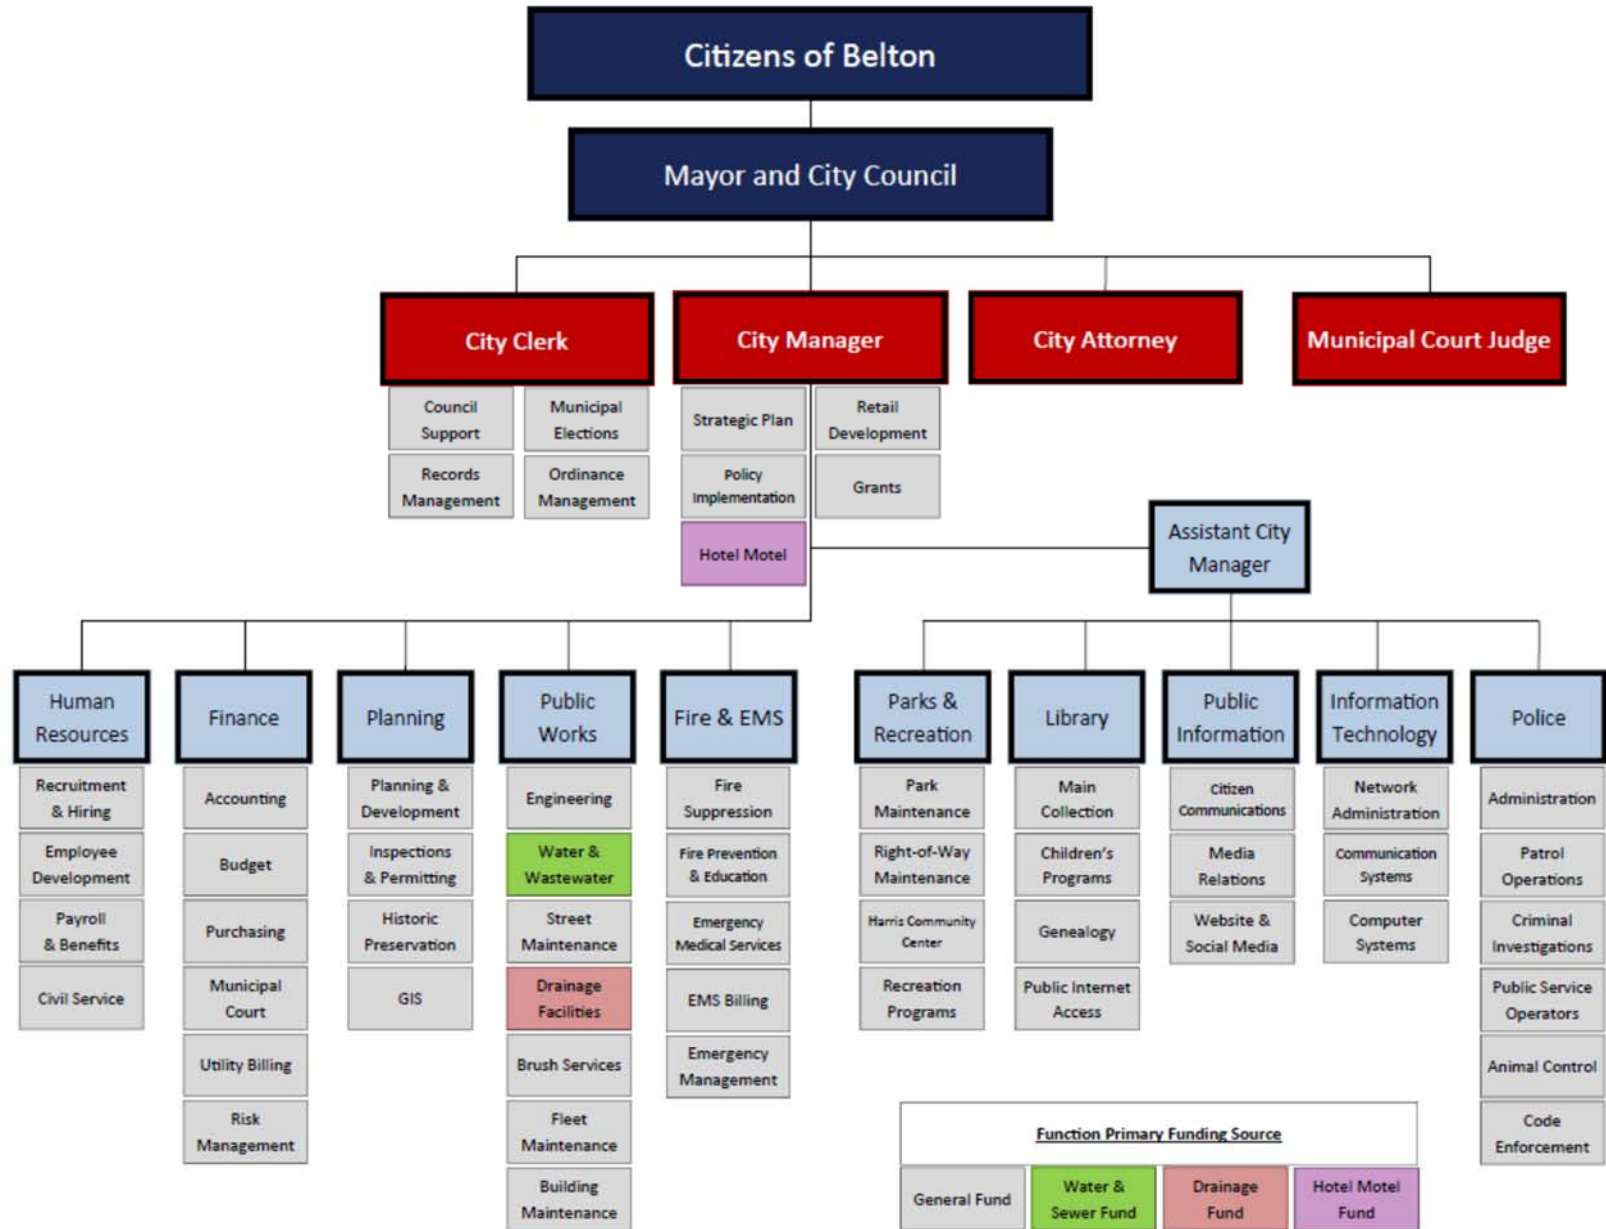 Citizens of Belton
Mayor and City Council
City Clerk
City Manager
City Attorney
Municipal Court Judge
Council
Support
Municipal
Elections
Records
Management
Ordinance
Management
Strategic Plan
Retail
Development
Policy
Implementation
Grants
Hotel Motel
Assistant City
Manager
Human
Resources
Recruitment
& Hiring
Employee
Development
Payroll
& Benefits
Civil Service
Finance
Accounting
Budget
Purchasing
Municipal
Court
Utility Billing
Risk
Management
Planning
Planning &
Development
Inspections
& Permitting
Historic
Preservation
GIS
Public
Works
Engineering
Water &
Wastewater
Street
Maintenance
Drainage
Facilities
Brush Services
Fleet
Maintenance
Building
Maintenance
Fire & EMS
Fire
Suppression
Fire Prevention
& Education
Emergency
Medical Services
EMS Billing
Emergency
Management
Parks &
Recreation
Park
Maintenance
Right-of-Way
Maintenance
Harris Community
Center
Recreation
Programs
Library
Main
Collection
Children's
Programs
Genealogy
Public Internet
Access
Public
Information
Citizen
Communications
Media
Relations
Website &
Social Media
Information
Technology
Network
Administration
Communication
Systems
Computer
Systems
Police
Administration
Patrol
Operations
Criminal
Investigations
Public Service
Operators
Animal Control
Code
Enforcement
Function Primary Funding Source
General Fund
Water &
Sewer Fund
Drainage
Fund
Hotel Motel
Fund